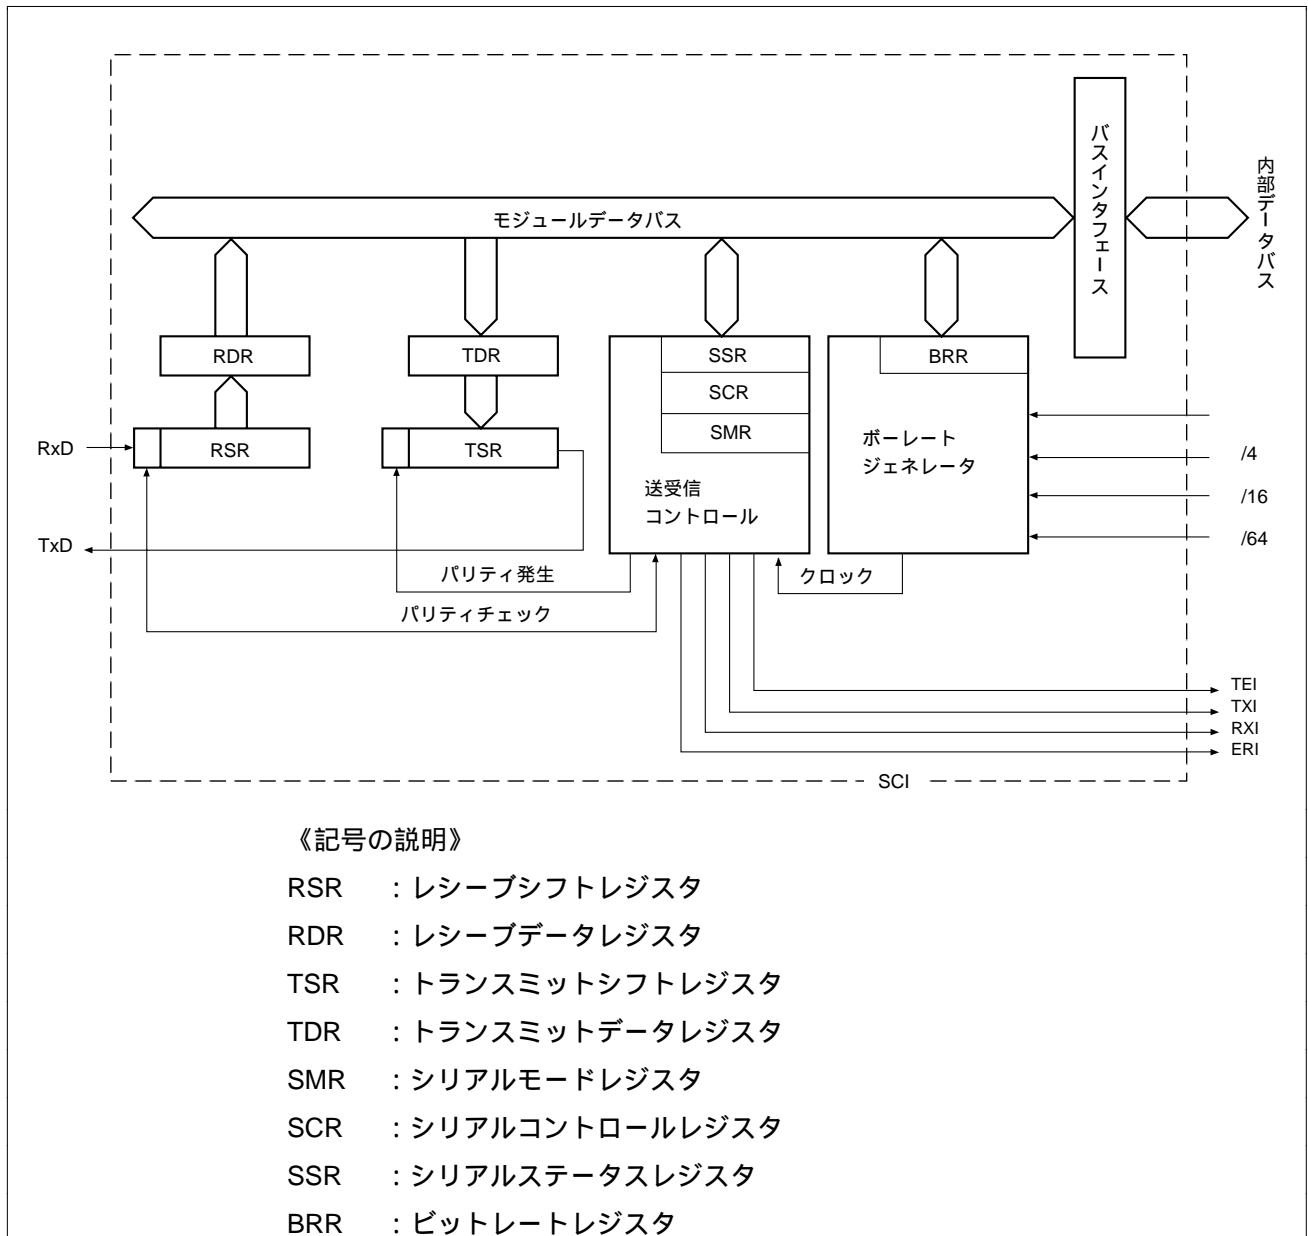 バスインタフェース
内部データバス
モジュールデータバス
RDR
TDR
SSR
BRR
SCR
SMR
RxD
RSR
TSR
ボーレート
ジェネレータ
/4
/16
/64
送受信
コントロール
TxD
パリティ発生
クロック
パリティチェック
TEI
TXI
RXI
ERI
SCI
《記号の説明》
RSR :レシーブシフトレジスタ
RDR :レシーブデータレジスタ
TSR :トランスミットシフトレジスタ
TDR :トランスミットデータレジスタ
SMR :シリアルモードレジスタ
SCR :シリアルコントロールレジスタ
SSR :シリアルステータスレジスタ
BRR :ビットレートレジスタ